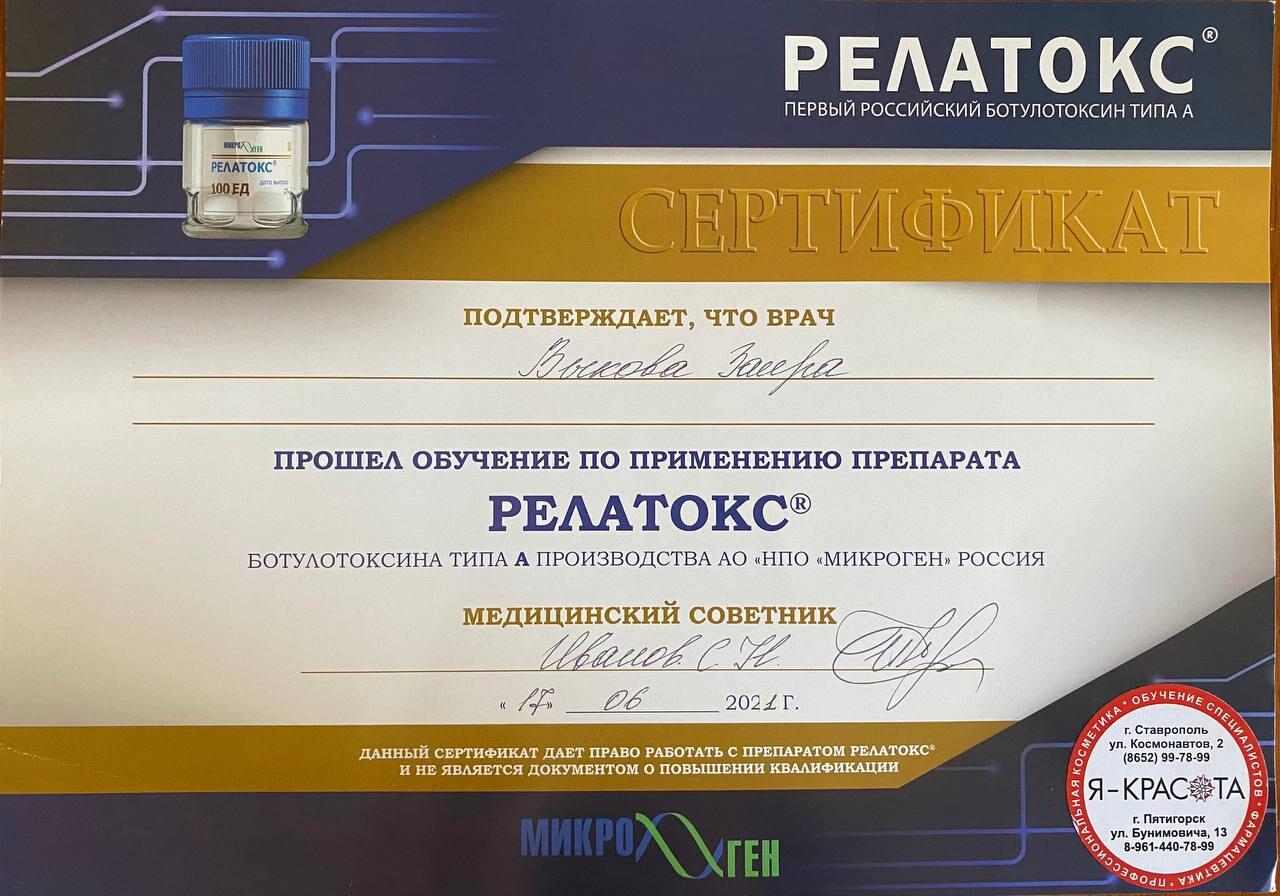 РЕЛАТОКС®
ПЕРВЫЙ РОССИЙСКИЙ БОТУЛОТОКСИН ТИПА А
МИКРОГЕН
РЕЛАТОКС®
100 ЕД
СЕРТИФИКАТ
ПОДТВЕРЖДАЕТ, ЧТО ВРАЧ
Выкова Заира
ПРОШЕЛ ОБУЧЕНИЕ ПО ПРИМЕНЕНИЮ ПРЕПАРАТА
РЕЛАТОКС®
БОТУЛОТОКСИНА ТИПА А ПРОИЗВОДСТВА АО «НПО «МИКРОГЕН» РОССИЯ
МЕДИЦИНСКИЙ СОВЕТНИК
Иванов С. Н.
« 17 » 06 2021 Г.
ДАННЫЙ СЕРТИФИКАТ ДАЕТ ПРАВО РАБОТАТЬ С ПРЕПАРАТОМ РЕЛАТОКС®
И НЕ ЯВЛЯЕТСЯ ДОКУМЕНТОМ О ПОВЫШЕНИИ КВАЛИФИКАЦИИ
МИКРОГЕН
ПРОФЕССИОНАЛЬНАЯ КОСМЕТИКА * ОБУЧЕНИЕ СПЕЦИАЛИСТОВ * ФАРМАЦЕВТИКА *
г. Ставрополь
ул. Космонавтов, 2
(8652) 99-78-99
Я-КРАСОТА
г. Пятигорск
ул. Бунимовича, 13
8-961-440-78-99